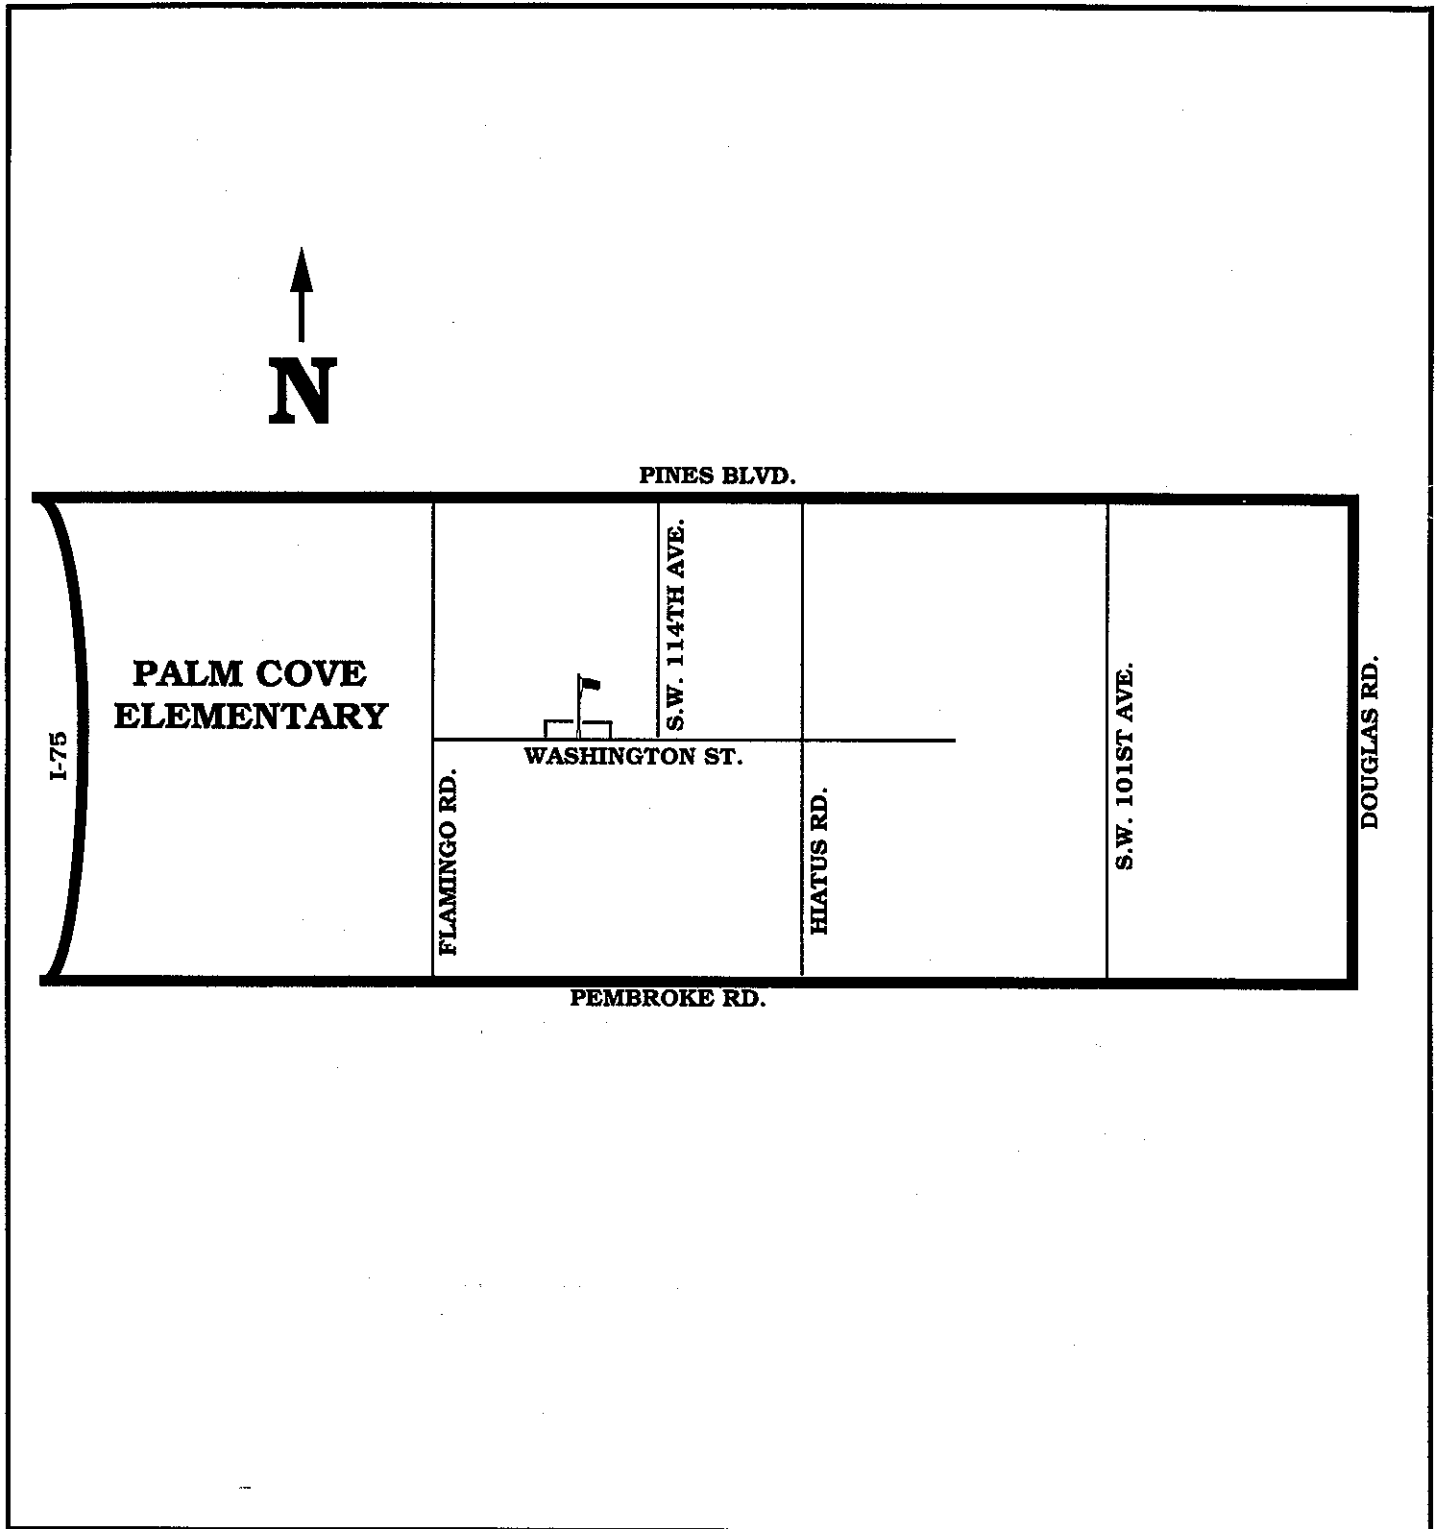 N
PINES BLVD.
S.W. 114TH AVE.
PALM COVE
ELEMENTARY
I-75
WASHINGTON ST.
FLAMINGO RD.
HIATUS RD.
S.W. 101ST AVE.
DOUGLAS RD.
PEMBROKE RD.